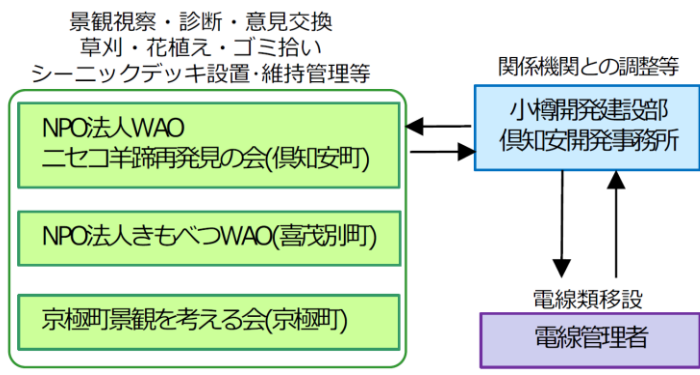 景観視察・診断・意見交換
草刈・花植え・ゴミ拾い
シーニックデッキ設置･維持管理等
NPO法人WAO
ニセコ羊蹄再発見の会(倶知安町)
NPO法人きもべつWAO(喜茂別町)
京極町景観を考える会(京極町)
関係機関との調整等
小樽開発建設部
倶知安開発事務所
電線類移設
電線管理者